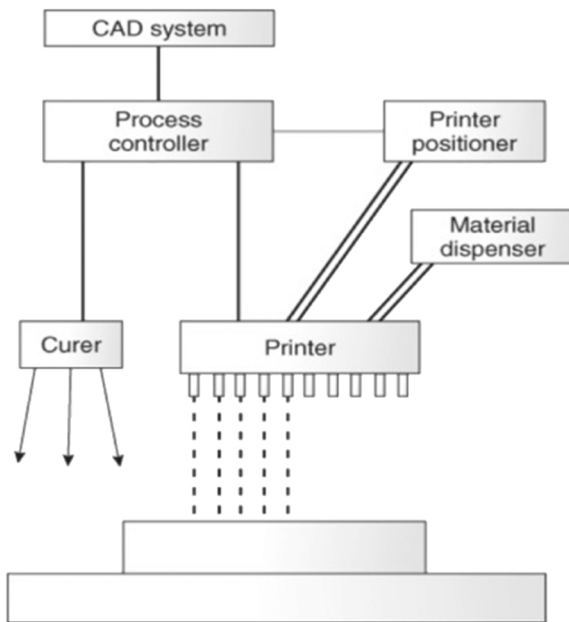 CAD system
Process
controller
Printer
positioner
Material
dispenser
Curer
Printer